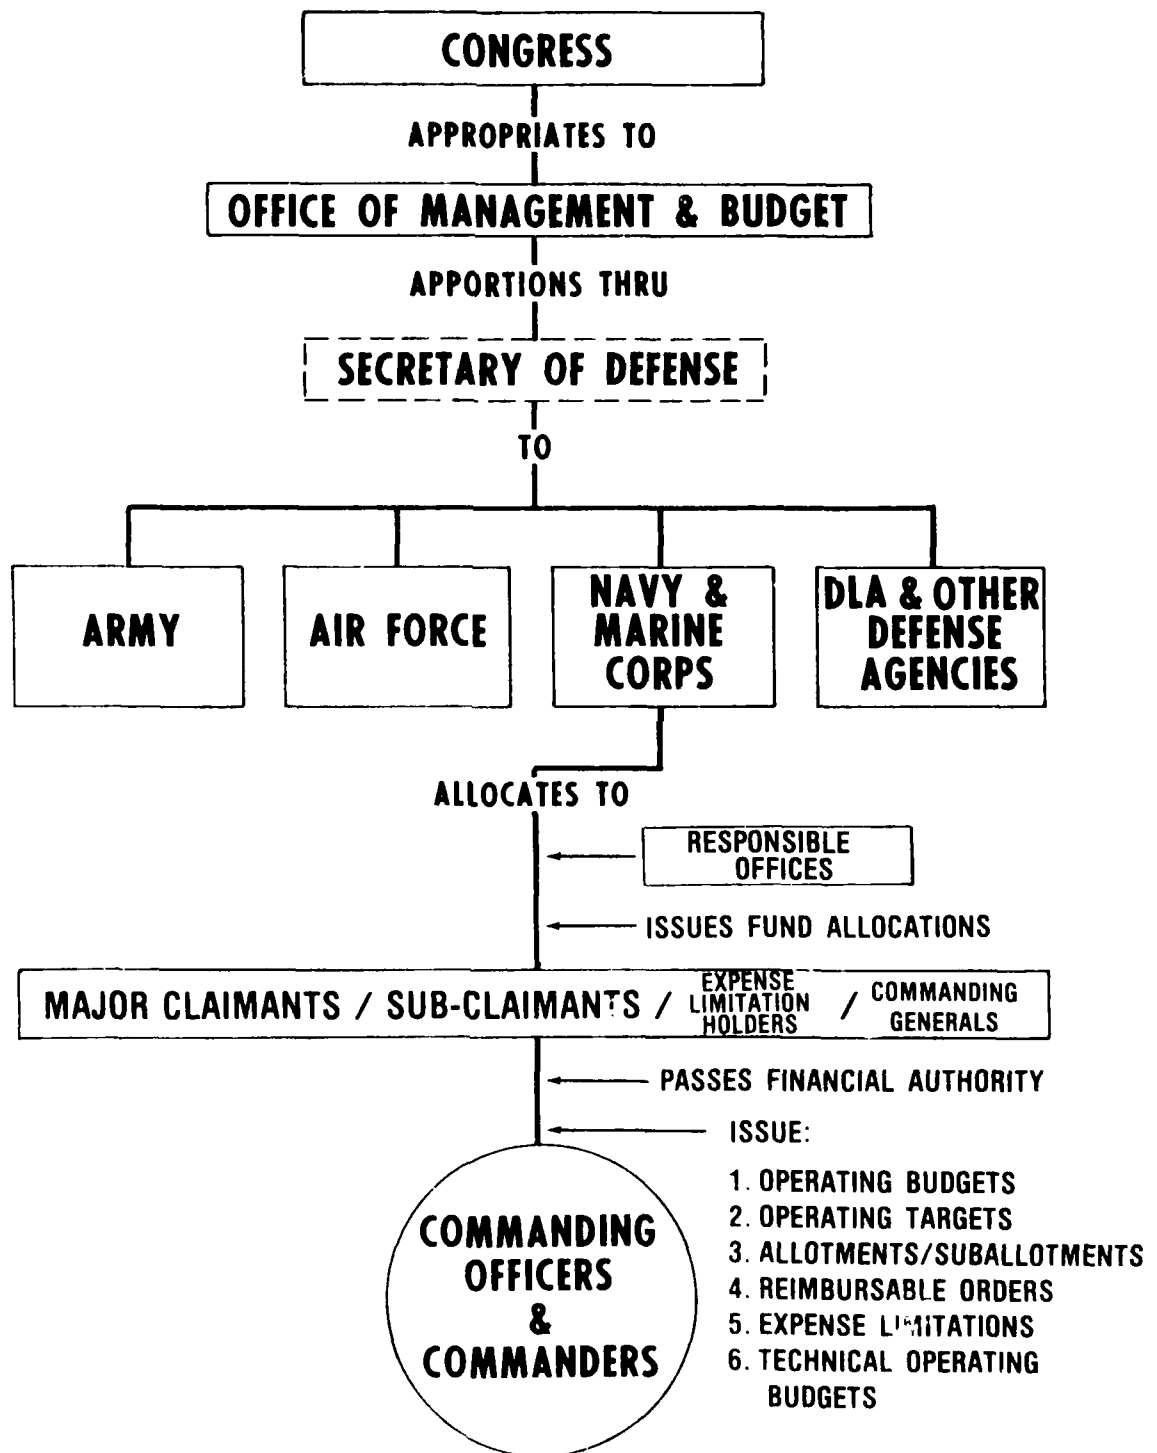 CONGRESS
APPROPRIATES TO
OFFICE OF MANAGEMENT & BUDGET
APPORTIONS THRU
SECRETARY OF DEFENSE
TO
ARMY
AIR FORCE
NAVY &
MARINE
CORPS
DLA & OTHER
DEFENSE
AGENCIES
ALLOCATES TO
RESPONSIBLE
OFFICES
ISSUES FUND ALLOCATIONS
MAJOR CLAIMANTS / SUB-CLAIMANTS /
EXPENSE
LIMITATION
HOLDERS
/
COMMANDING
GENERALS
PASSES FINANCIAL AUTHORITY
ISSUE:
1. OPERATING BUDGETS
2. OPERATING TARGETS
3. ALLOTMENTS/SUBALLOTMENTS
4. REIMBURSABLE ORDERS
5. EXPENSE LIMITATIONS
6. TECHNICAL OPERATING
BUDGETS
COMMANDING
OFFICERS
&
COMMANDERS